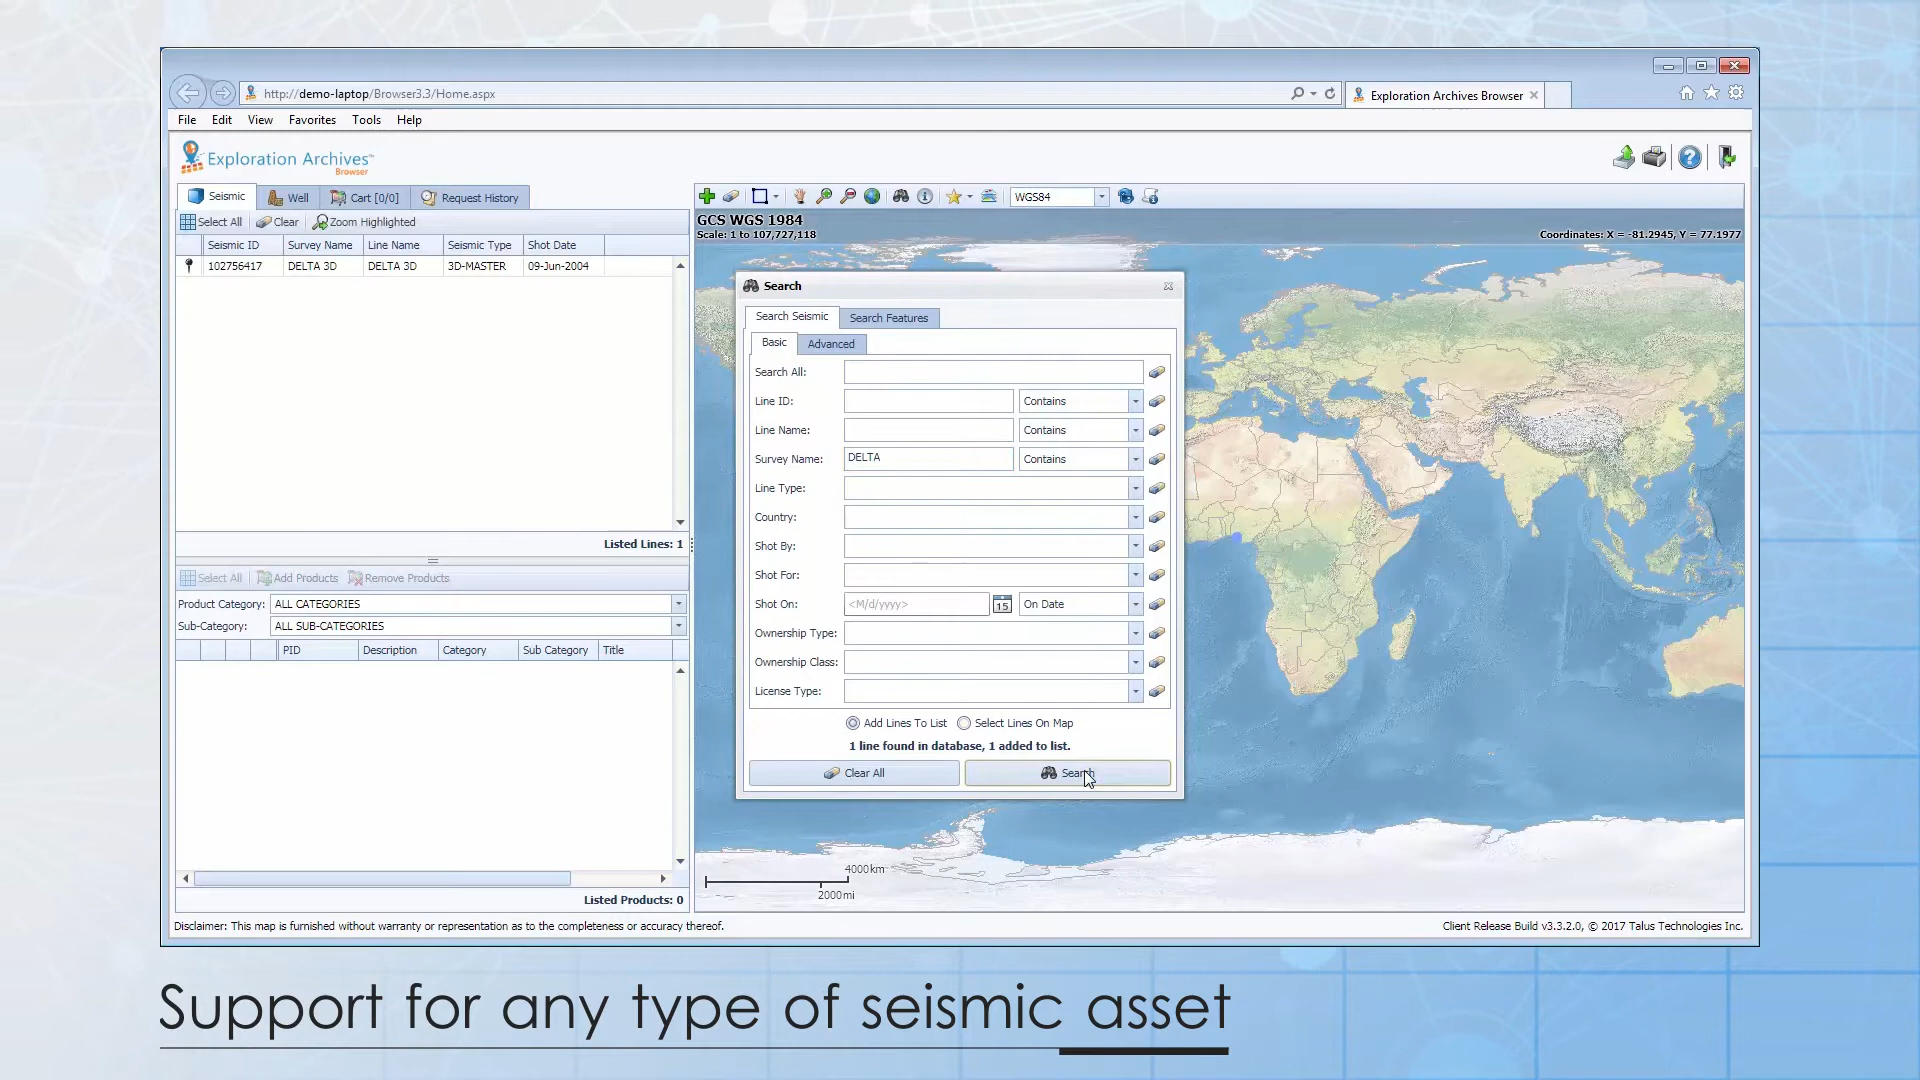 http://demo-laptop/Browser3.3/Home.aspx
Exploration Archives Browser
File Edit View Favorites Tools Help
Exploration Archives™
Browser
Seismic Well Cart [0/0] Request History
Select All Clear Zoom Highlighted
Seismic ID Survey Name Line Name Seismic Type Shot Date
102756417 DELTA 3D DELTA 3D 3D-MASTER 09-Jun-2004
Listed Lines: 1
Select All Add Products Remove Products
Product Category: ALL CATEGORIES
Sub-Category: ALL SUB-CATEGORIES
PID Description Category Sub Category Title
Listed Products: 0
WGS84
GCS WGS 1984
Scale: 1 to 107,727,118
Coordinates: X = -81.2945, Y = 77.1977
Search
Search Seismic Search Features
Basic Advanced
Search All:
Line ID: Contains
Line Name: Contains
Survey Name: DELTA Contains
Line Type:
Country:
Shot By:
Shot For:
Shot On: <M/d/yyyy> 15 On Date
Ownership Type:
Ownership Class:
License Type:
Add Lines To List Select Lines On Map
1 line found in database, 1 added to list.
Clear All Search
4000km
2000mi
Disclaimer: This map is furnished without warranty or representation as to the completeness or accuracy thereof.
Client Release Build v3.3.2.0, © 2017 Talus Technologies Inc.
Support for any type of seismic asset